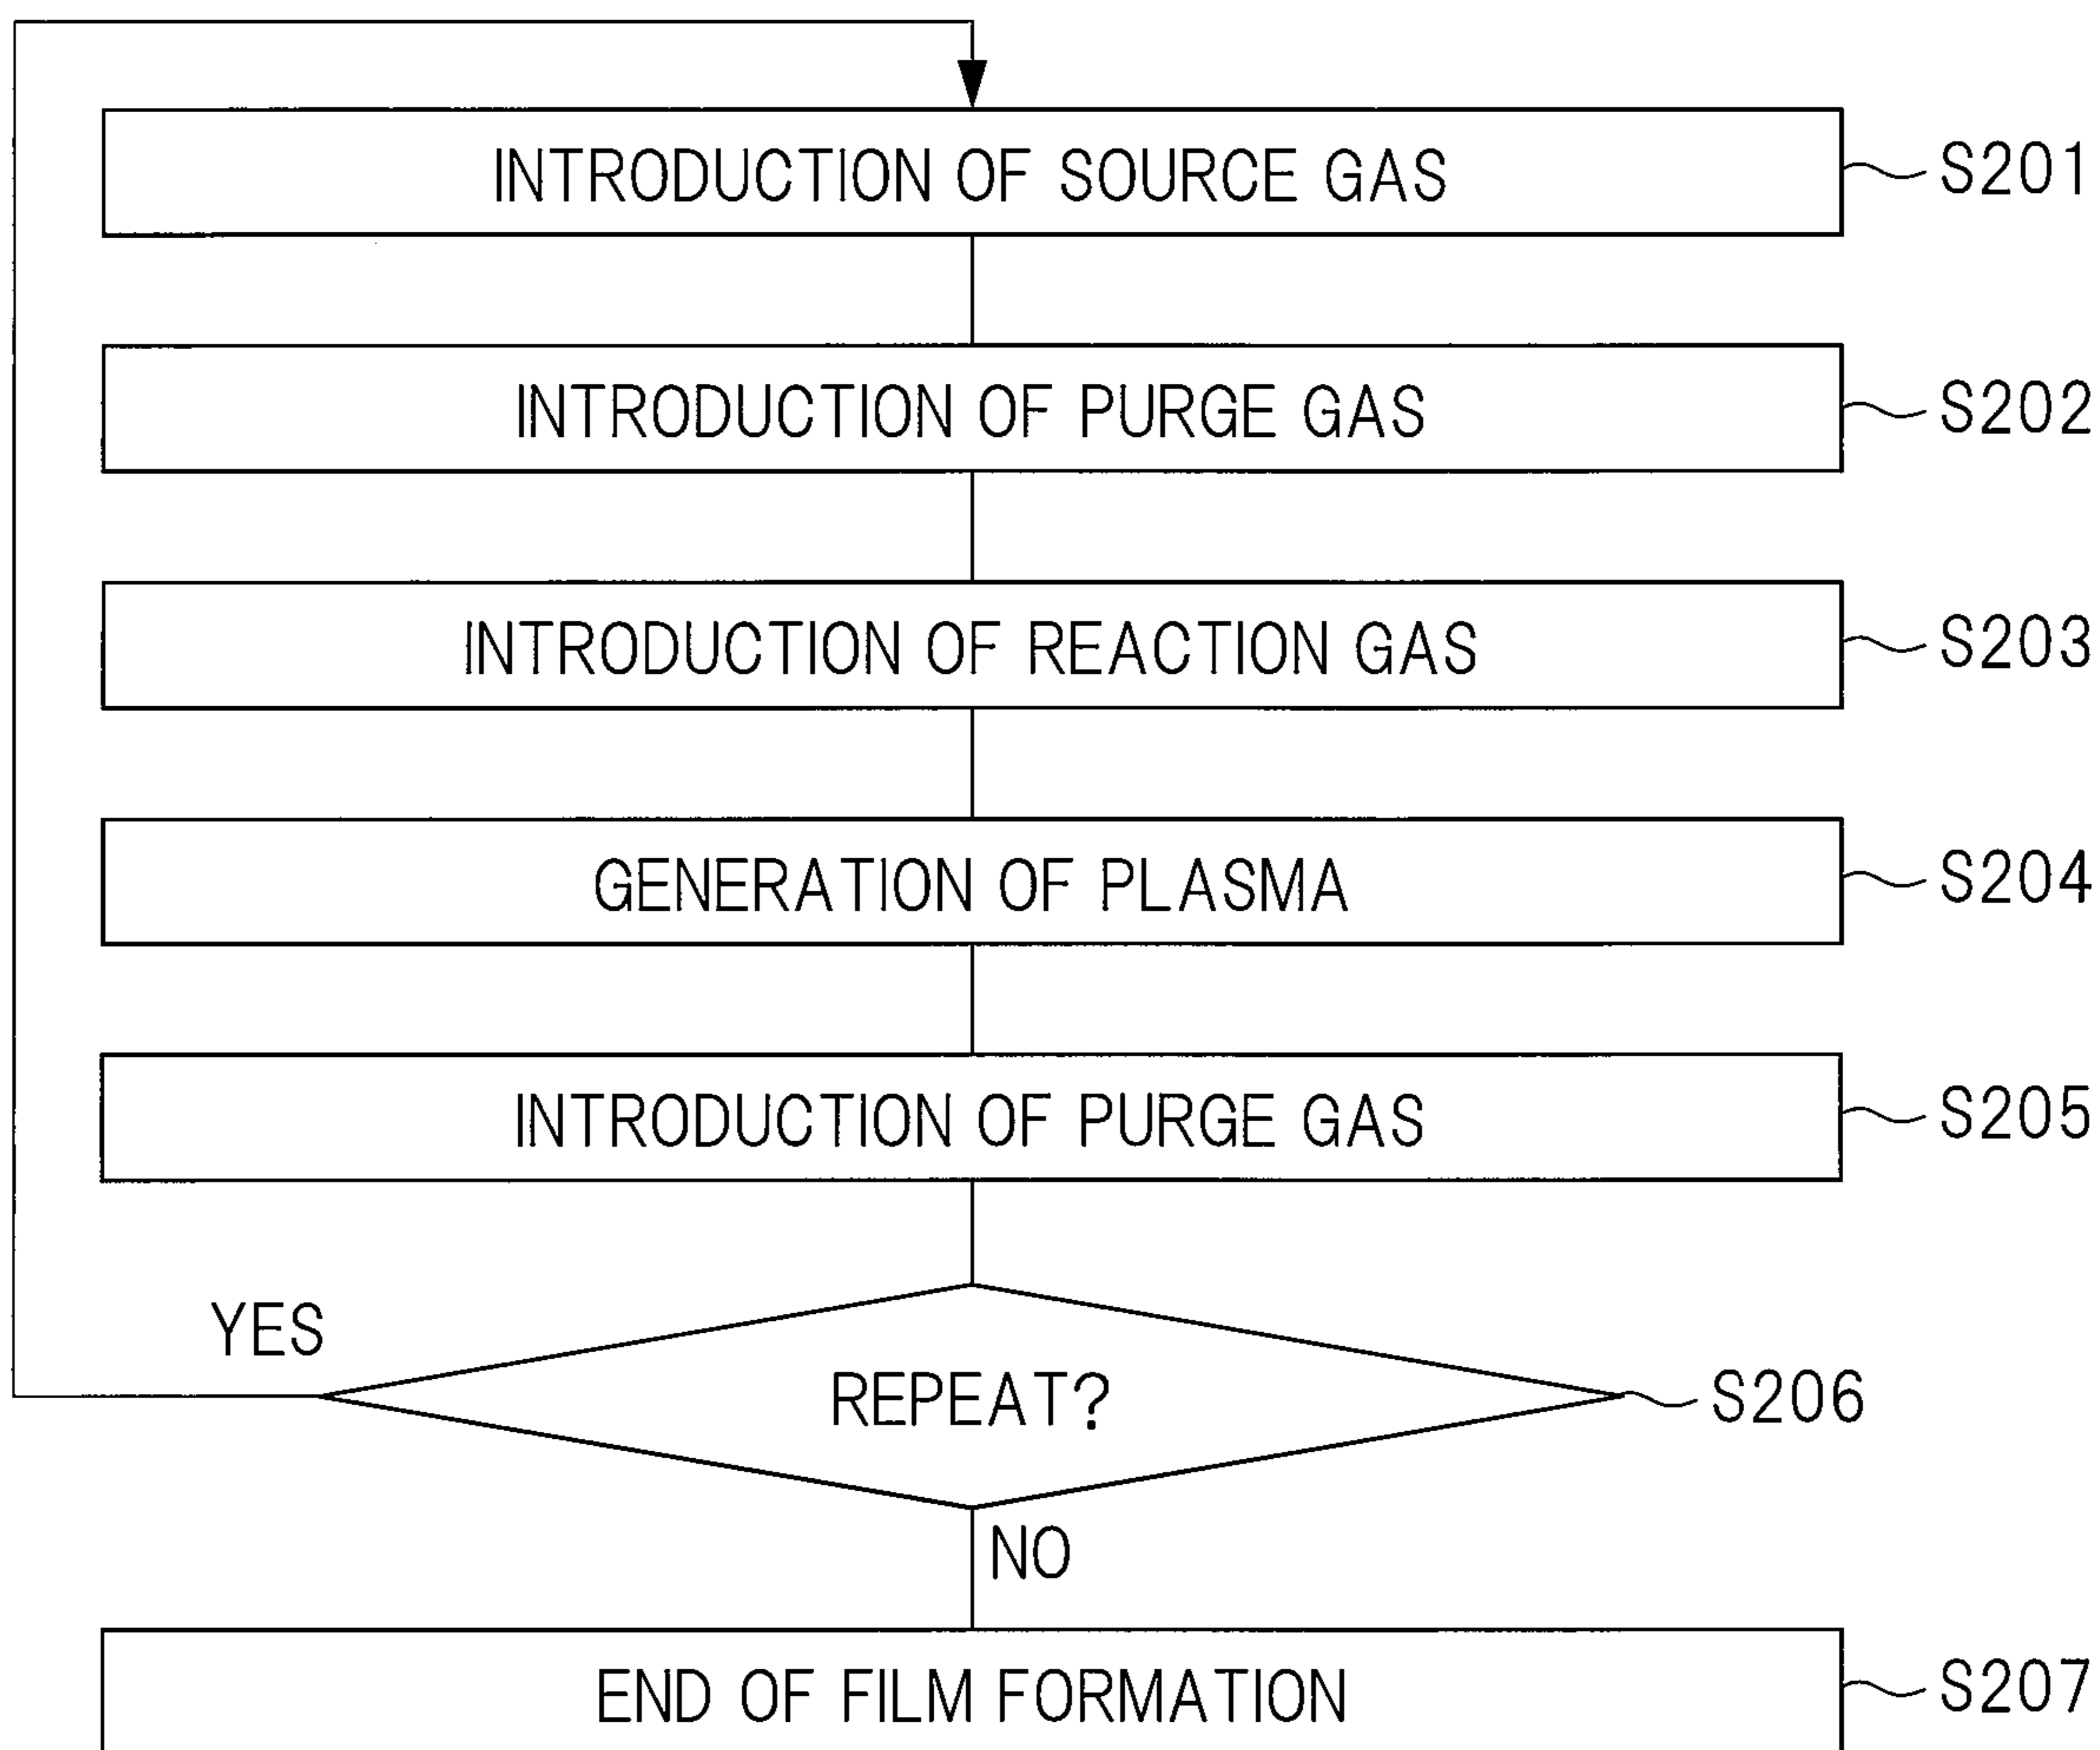 INTRODUCTION OF SOURCE GAS S201
INTRODUCTION OF PURGE GAS S202
INTRODUCTION OF REACTION GAS S203
GENERATION OF PLASMA S204
INTRODUCTION OF PURGE GAS S205
YES
REPEAT? S206
NO
END OF FILM FORMATION S207